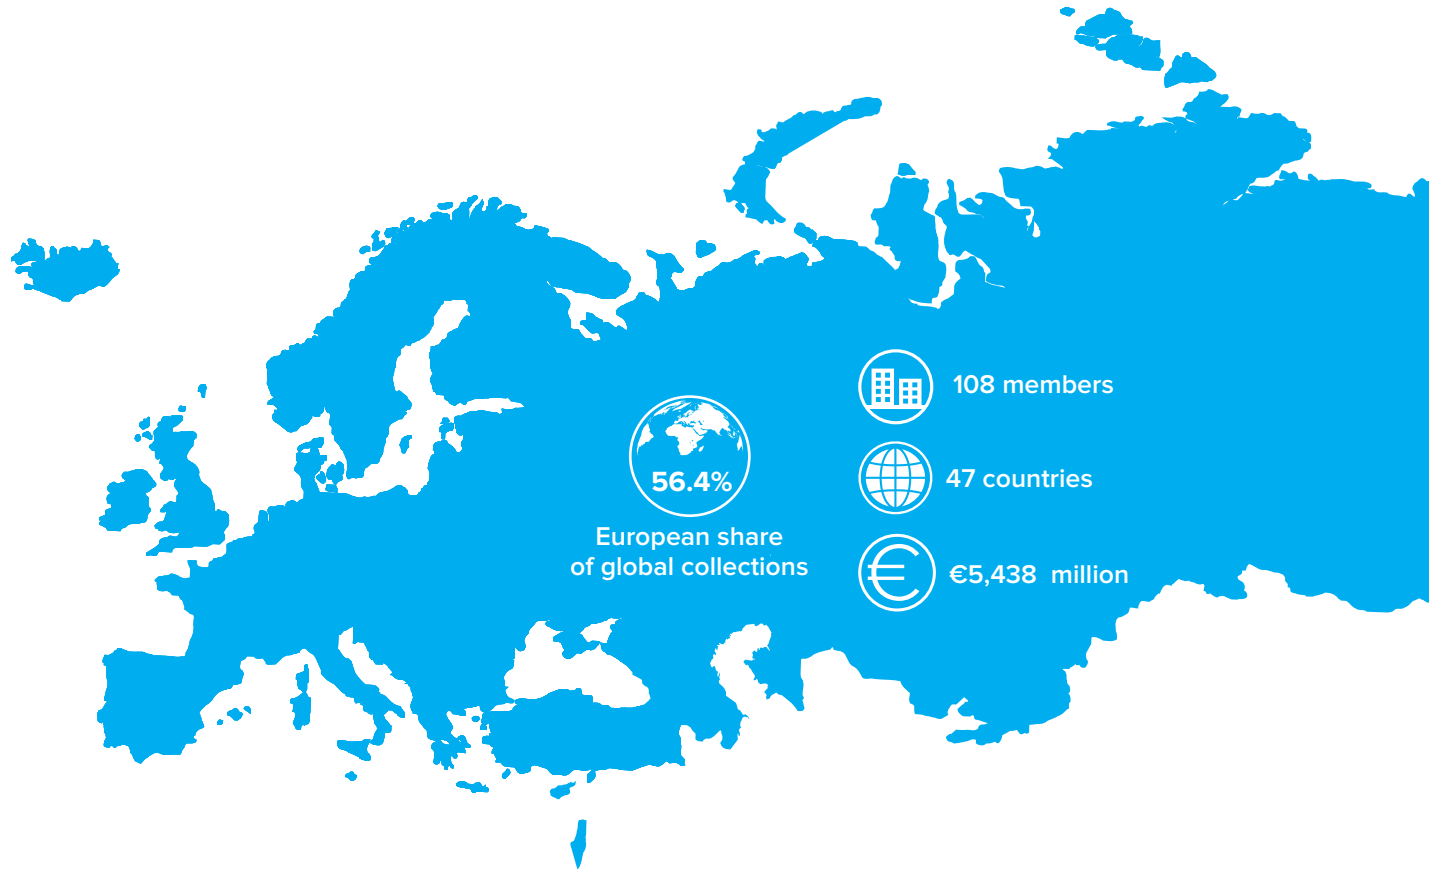 56.4%
European share
of global collections
108 members
47 countries
€5,438 million